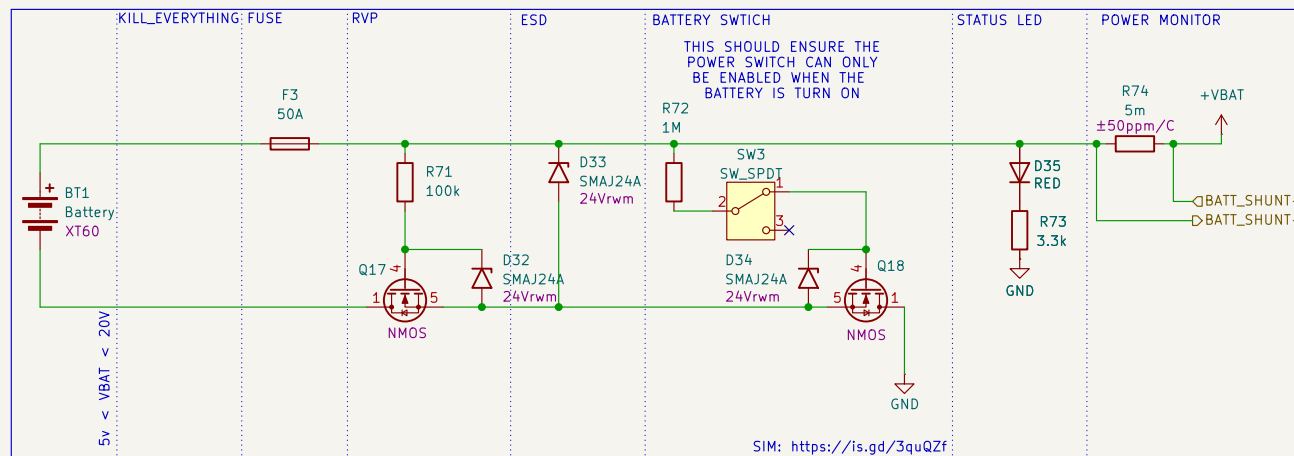 KILL_EVERYTHING
FUSE
RVP
ESD
BATTERY SWTICH
STATUS LED
POWER MONITOR
THIS SHOULD ENSURE THE
POWER SWITCH CAN ONLY
BE ENABLED WHEN THE
BATTERY IS TURN ON
F3
50A
R72
1M
R74
5m
±50ppm/C
+VBAT
R71
100k
D33
SMAJ24A
24Vrwm
SW3
SW_SPDT
1
2
3
D35
RED
BT1
Battery
XT60
+
BATT_SHUNT-
BATT_SHUNT-
R73
3.3k
Q17
4
1
5
NMOS
D32
SMAJ24A
24Vrwm
D34
SMAJ24A
24Vrwm
4
Q18
5
1
NMOS
GND
GND
5v < VBAT < 20V
SIM: https://is.gd/3quQZf